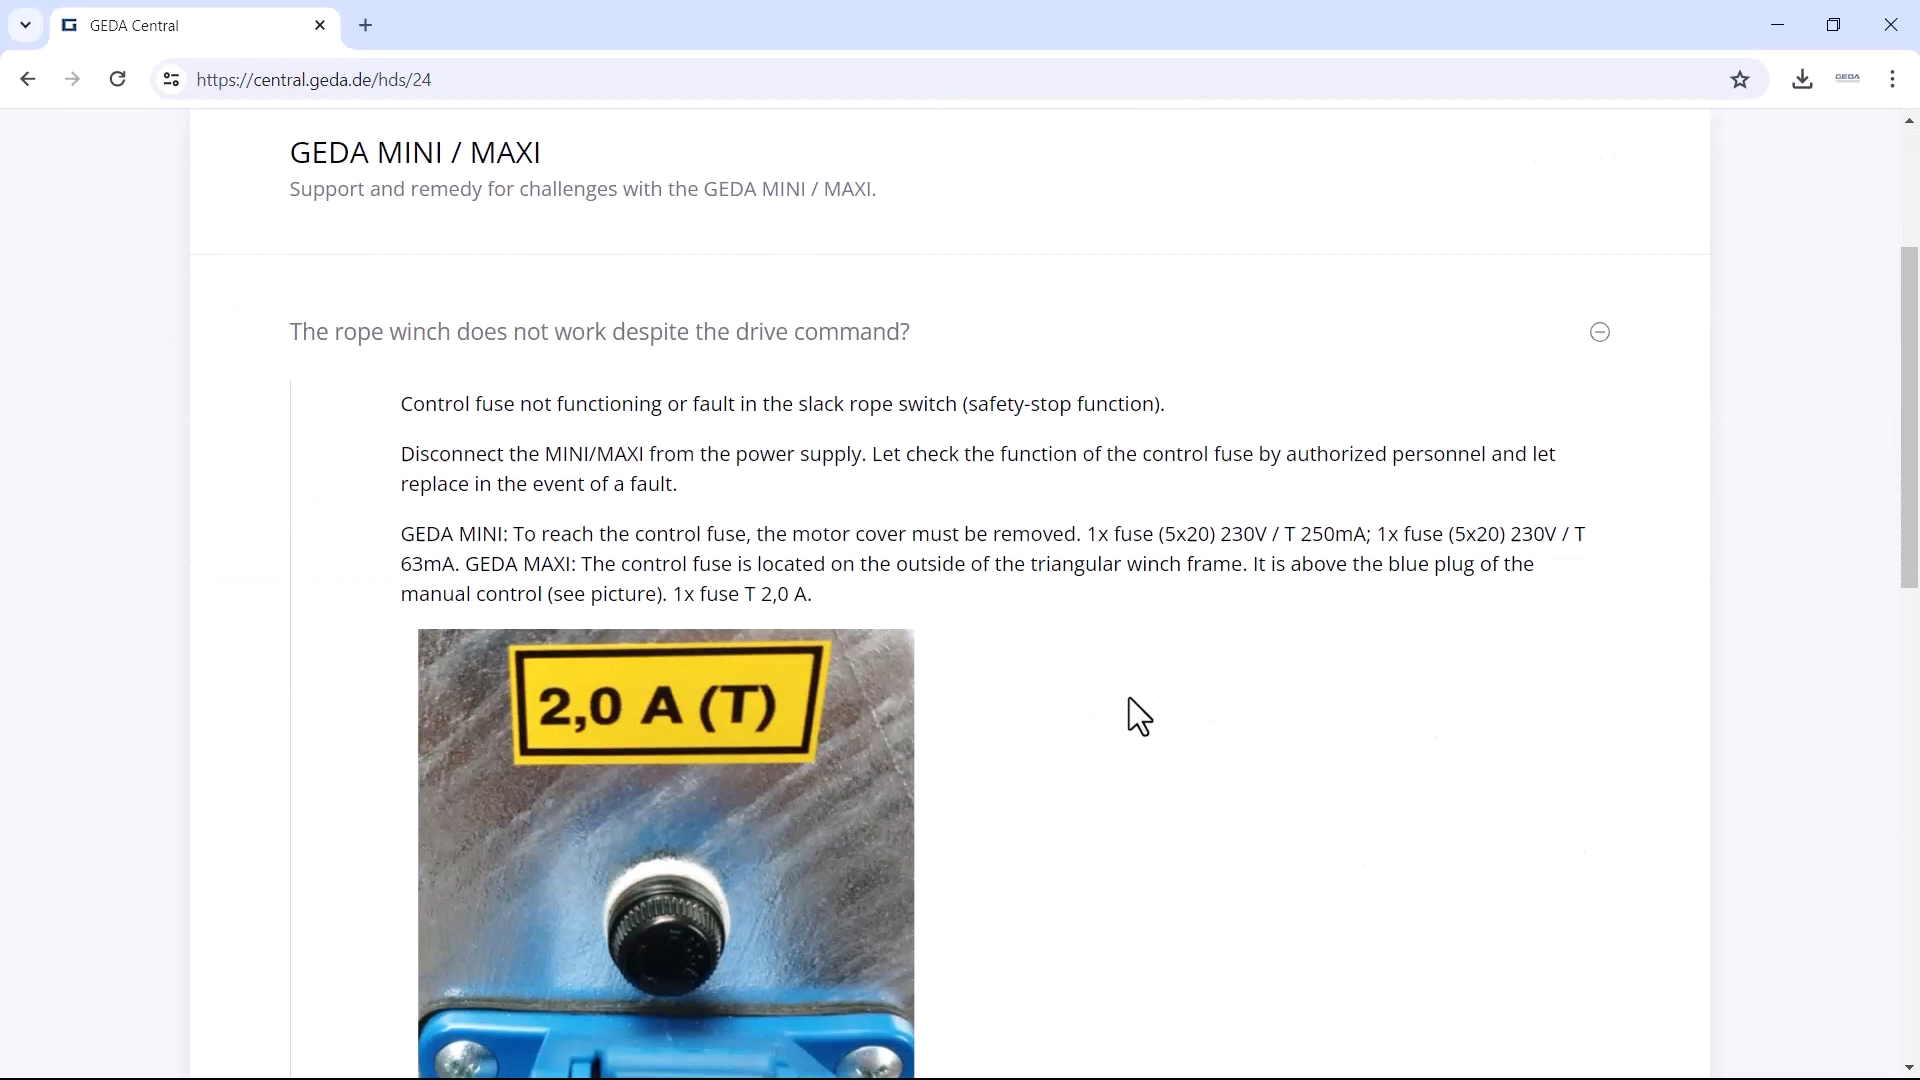 GEDA Central
https://central.geda.de/hds/24
GEDA
GEDA MINI / MAXI
Support and remedy for challenges with the GEDA MINI / MAXI.
The rope winch does not work despite the drive command?
Control fuse not functioning or fault in the slack rope switch (safety-stop function).
Disconnect the MINI/MAXI from the power supply. Let check the function of the control fuse by authorized personnel and let
replace in the event of a fault.
GEDA MINI: To reach the control fuse, the motor cover must be removed. 1x fuse (5x20) 230V / T 250mA; 1x fuse (5x20) 230V / T
63mA. GEDA MAXI: The control fuse is located on the outside of the triangular winch frame. It is above the blue plug of the
manual control (see picture). 1x fuse T 2,0 A.
2,0 A (T)